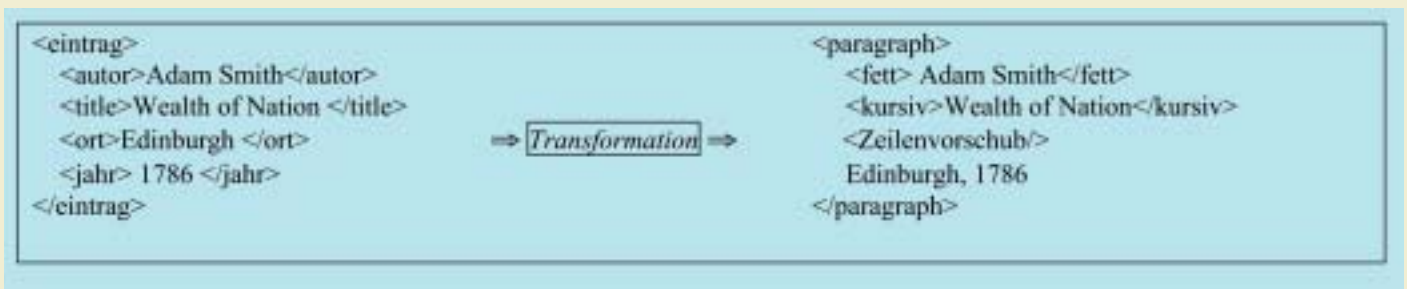 <eintrag>
<autor>Adam Smith</autor>
<title>Wealth of Nation </title>
<ort>Edinburgh </ort>
<jahr> 1786 </jahr>
</eintrag>
⇒ Transformation ⇒
<paragraph>
<fett> Adam Smith</fett>
<kursiv>Wealth of Nation</kursiv>
<Zeilenvorschub/>
Edinburgh, 1786
</paragraph>